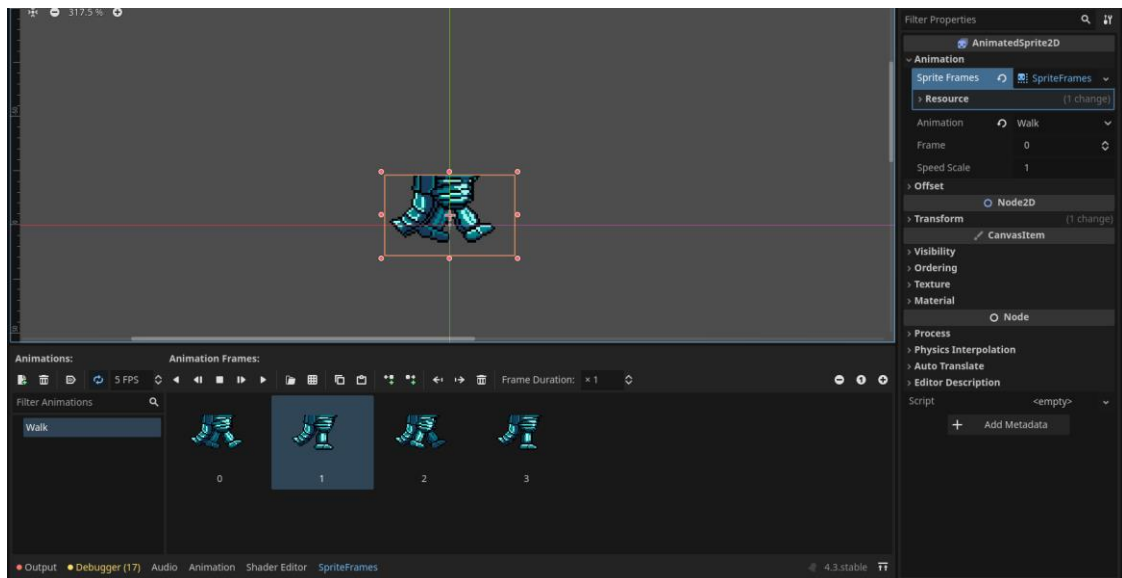 317.5 %
Filter Properties
AnimatedSprite2D
Animation
Sprite Frames SpriteFrames
Resource (1 change)
Animation Walk
Frame 0
Speed Scale 1
Offset
Node2D
Transform (1 change)
CanvasItem
Visibility
Ordering
Texture
Material
Node
Process
Physics Interpolation
Auto Translate
Editor Description
Script <empty>
Add Metadata
Animations: Animation Frames:
5 FPS Frame Duration: ×1
Filter Animations
Walk
0 1 2 3
Output Debugger (17) Audio Animation Shader Editor SpriteFrames 4.3.stable